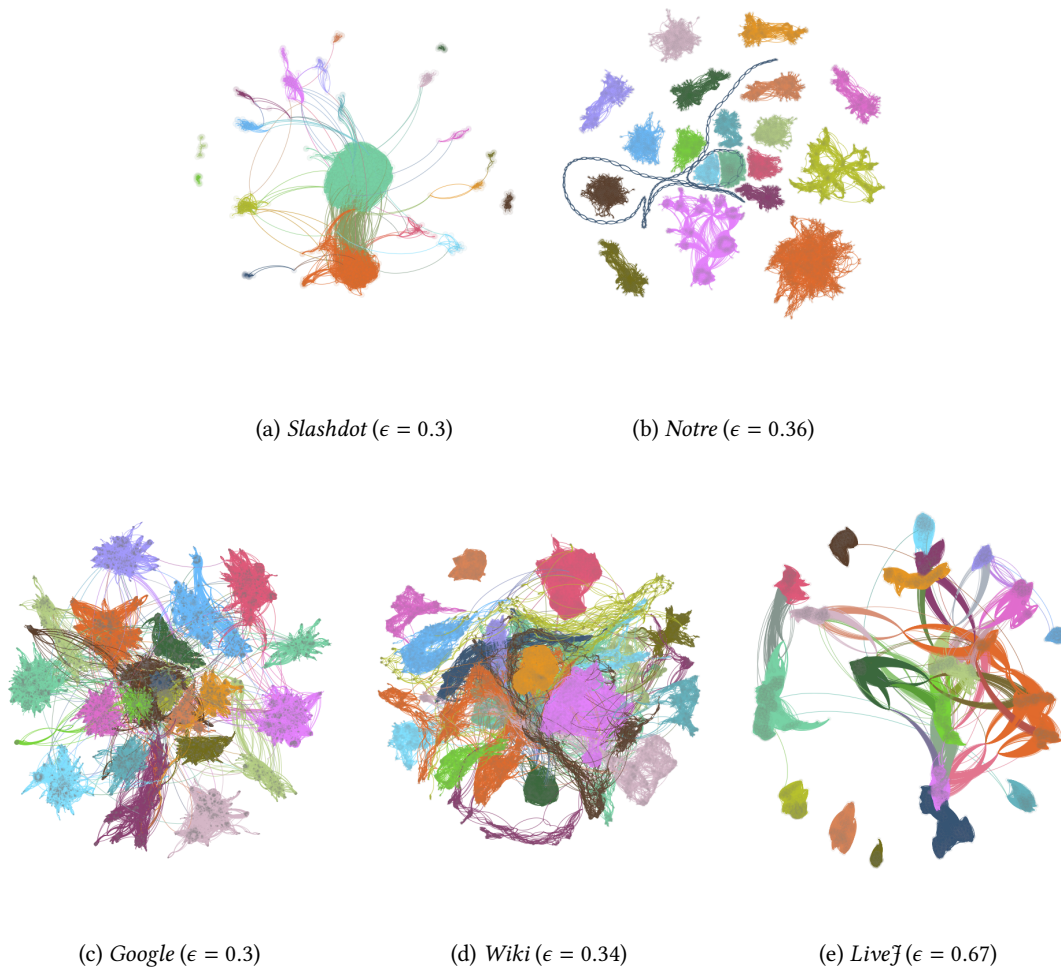 (a) Slashdot (ϵ = 0.3)
(b) Notre (ϵ = 0.36)
(c) Google (ϵ = 0.3)
(d) Wiki (ϵ = 0.34)
(e) LiveJ (ϵ = 0.67)